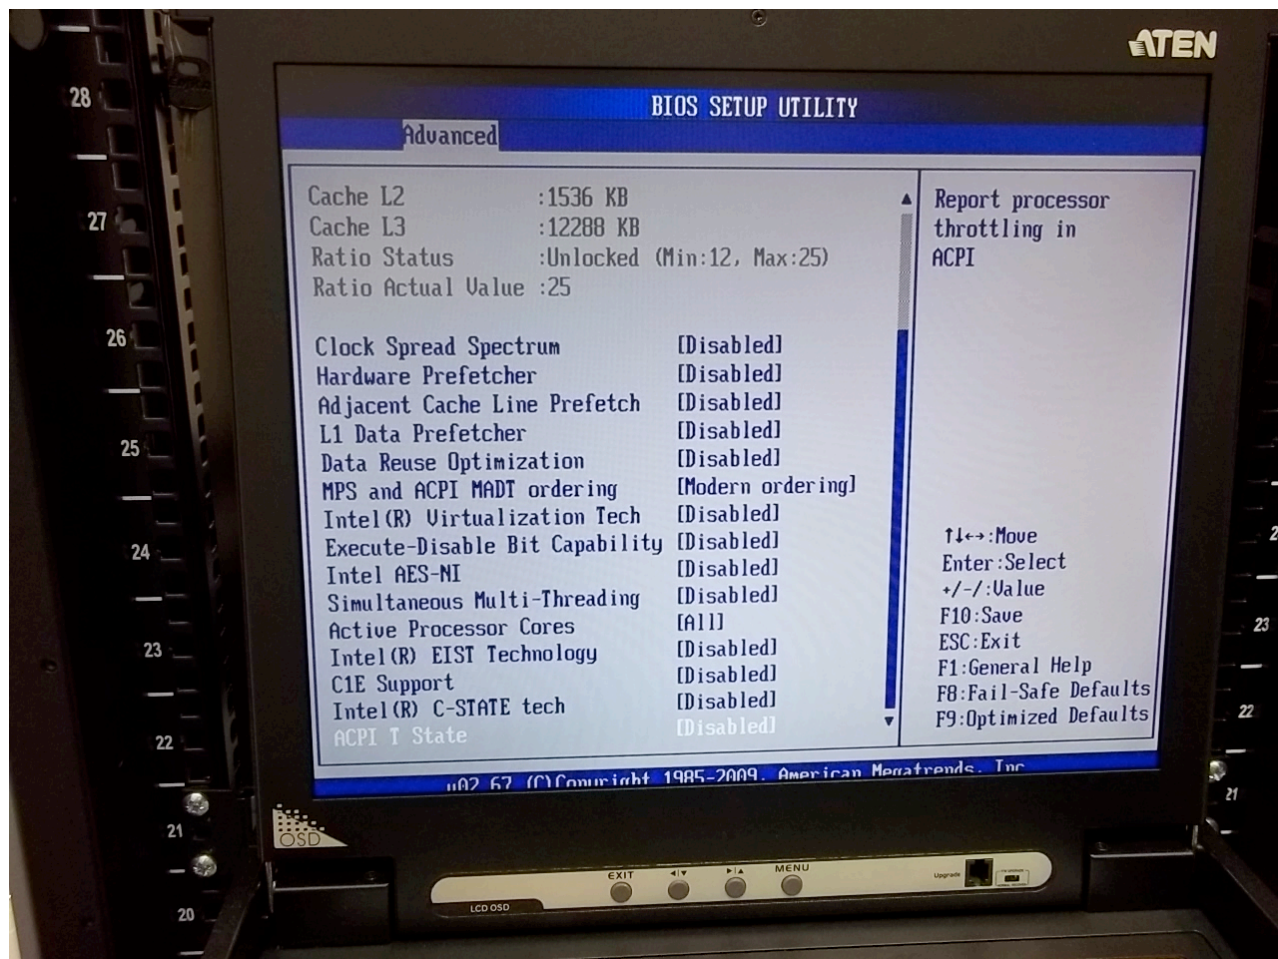 ATEN
BIOS SETUP UTILITY
Advanced
Cache L2 :1536 KB
Cache L3 :12288 KB
Ratio Status :Unlocked (Min:12, Max:25)
Ratio Actual Value :25
Clock Spread Spectrum [Disabled]
Hardware Prefetcher [Disabled]
Adjacent Cache Line Prefetch [Disabled]
L1 Data Prefetcher [Disabled]
Data Reuse Optimization [Disabled]
MPS and ACPI MADT ordering [Modern ordering]
Intel(R) Virtualization Tech [Disabled]
Execute-Disable Bit Capability [Disabled]
Intel AES-NI [Disabled]
Simultaneous Multi-Threading [Disabled]
Active Processor Cores [All]
Intel(R) EIST Technology [Disabled]
C1E Support [Disabled]
Intel(R) C-STATE tech [Disabled]
ACPI T State [Disabled]
Report processor
throttling in
ACPI
↑↓←→:Move
Enter:Select
+/-/:Value
F10:Save
ESC:Exit
F1:General Help
F8:Fail-Safe Defaults
F9:Optimized Defaults
v02.67 (C)Copyright 1985-2009, American Megatrends, Inc
OSD
EXIT ◄|▼ ►|▲ MENU
LCD OSD
Upgrade
28
27
26
25
24
23
22
21
20
23
22
21